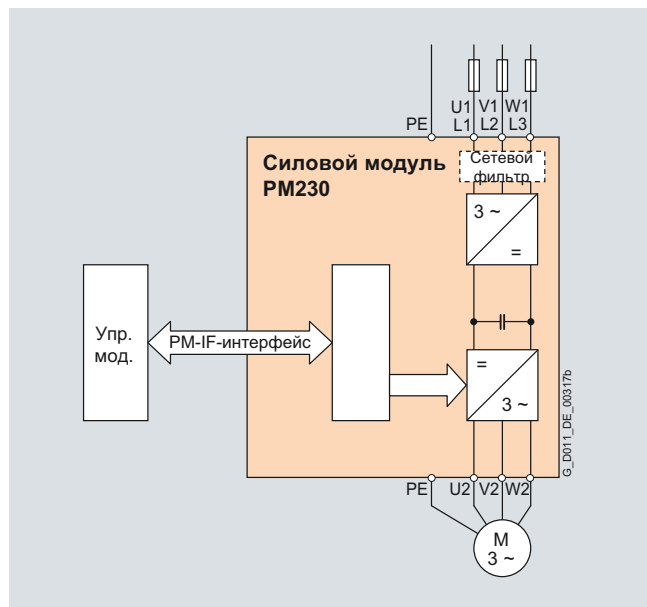 U1 V1 W1
PE L1 L2 L3
Силовой модуль
PM230
Сетевой
фильтр
3 ~
=
Упр.
мод.
PM-IF-интерфейс
=
3 ~
G_D011_DE_00317b
PE U2 V2 W2
M
3 ~